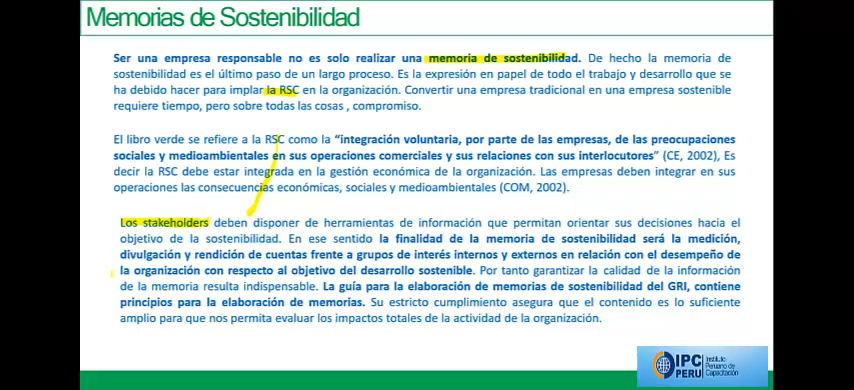 Memorias de Sostenibilidad
Ser una empresa responsable no es solo realizar una memoria de sostenibilidad. De hecho la memoria de
sostenibilidad es el último paso de un largo proceso. Es la expresión en papel de todo el trabajo y desarrollo que se
ha debido hacer para implar la RSC en la organización. Convertir una empresa tradicional en una empresa sostenible
requiere tiempo, pero sobre todas las cosas , compromiso.
El libro verde se refiere a la RSC como la “integración voluntaria, por parte de las empresas, de las preocupaciones
sociales y medioambientales en sus operaciones comerciales y sus relaciones con sus interlocutores” (CE, 2002), Es
decir la RSC debe estar integrada en la gestión económica de la organización. Las empresas deben integrar en sus
operaciones las consecuencias económicas, sociales y medioambientales (COM, 2002).
Los stakeholders deben disponer de herramientas de información que permitan orientar sus decisiones hacia el
objetivo de la sostenibilidad. En ese sentido la finalidad de la memoria de sostenibilidad será la medición,
divulgación y rendición de cuentas frente a grupos de interés internos y externos en relación con el desempeño de
la organización con respecto al objetivo del desarrollo sostenible. Por tanto garantizar la calidad de la información
de la memoria resulta indispensable. La guía para la elaboración de memorias de sostenibilidad del GRI, contiene
principios para la elaboración de memorias. Su estricto cumplimiento asegura que el contenido es lo suficiente
amplio para que nos permita evaluar los impactos totales de la actividad de la organización.
IPC PERU
Instituto
Peruano de
Capacitación